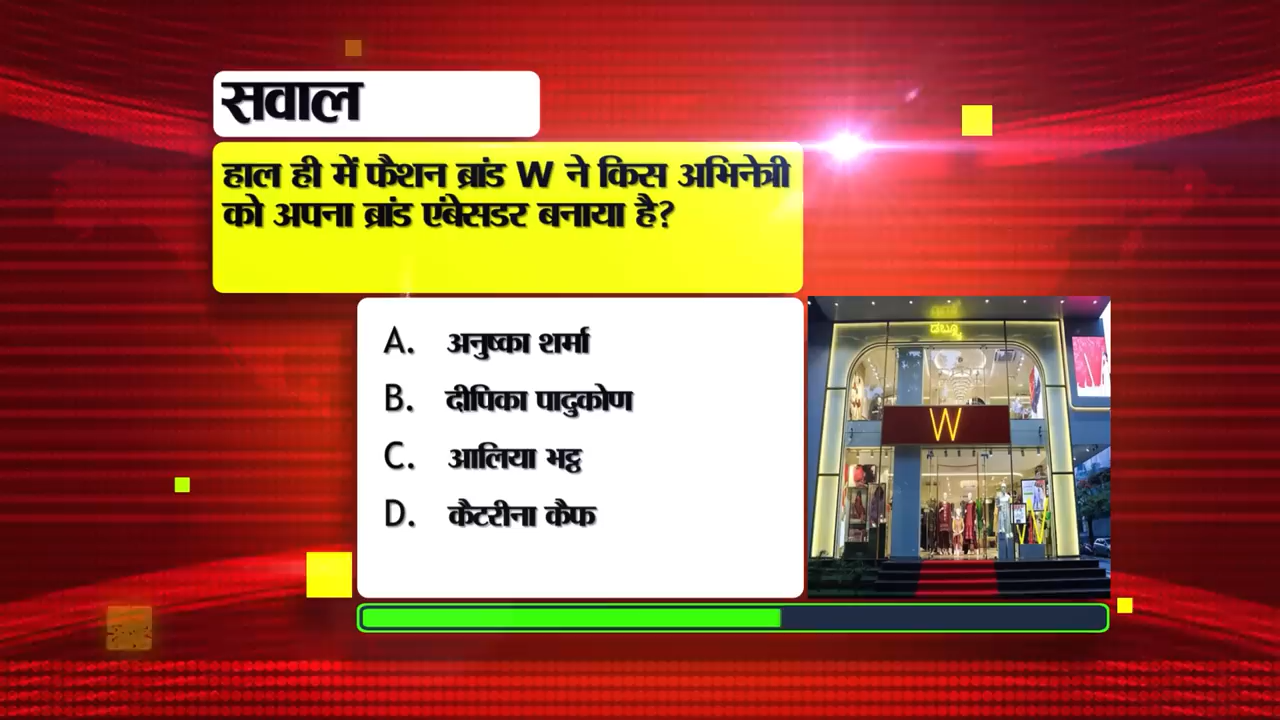 सवाल
हाल ही में फैशन ब्रांड W ने किस अभिनेत्री
को अपना ब्रांड एंबेसडर बनाया है?
A. अनुष्का शर्मा
B. दीपिका पादुकोण
C. आलिया भट्ट
D. कैटरीना कैफ
W